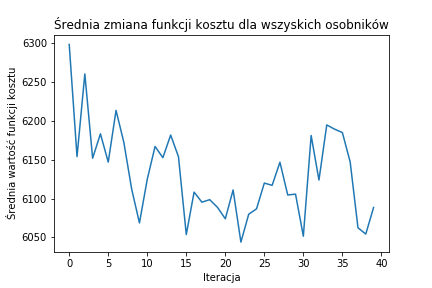 Średnia zmiana funkcji kosztu dla wszyskich osobników
6300
6250
6200
6150
6100
6050
Średnia wartość funkcji kosztu
0 5 10 15 20 25 30 35 40
Iteracja